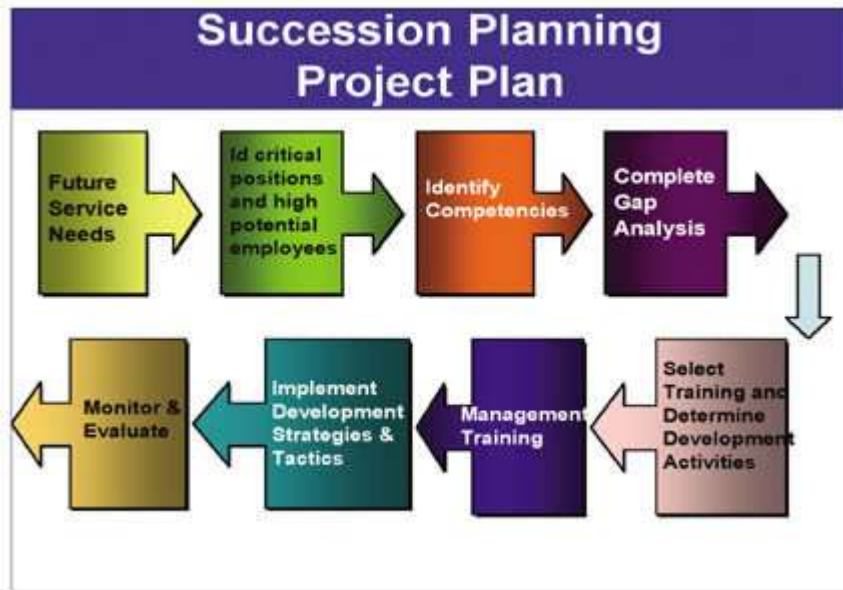 Succession Planning
Project Plan
Future
Service
Needs
Id critical
positions
and high
potential
employees
Identify
Competencies
Complete
Gap
Analysis
Select
Training and
Determine
Development
Activities
Management
Training
Implement
Development
Strategies &
Tactics
Monitor &
Evaluate